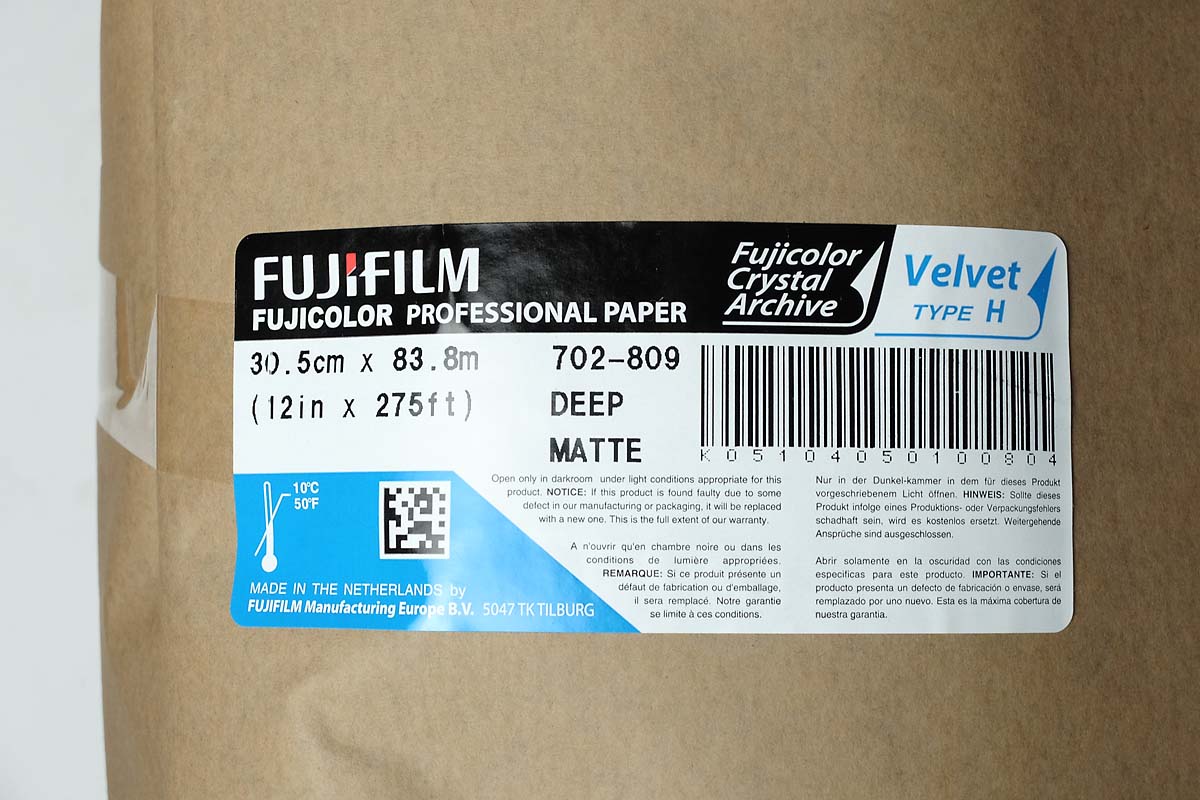 FUJIFILM
FUJICOLOR PROFESSIONAL PAPER
Fujicolor
Crystal
Archive
Velvet
TYPE H
30.5cm x 83.8m
(12in x 275ft)
702-809
DEEP
MATTE
K05104050100804
10°C
50°F
MADE IN THE NETHERLANDS by
FUJIFILM Manufacturing Europe B.V. 5047 TK TILBURG
Open only in darkroom under light conditions appropriate for this
product. NOTICE: If this product is found faulty due to some
defect in our manufacturing or packaging, it will be replaced
with a new one. This is the full extent of our warranty.
A n'ouvrir qu'en chambre noire ou dans les
conditions de lumière appropriées.
REMARQUE: Si ce produit présente un
défaut de fabrication ou d'emballage,
il sera remplacé. Notre garantie
se limite à ces conditions.
Nur in der Dunkel-kammer in dem für dieses Produkt
vorgeschriebenem Licht öffnen. HINWEIS: Sollte dieses
Produkt infolge eines Produktions- oder Verpackungsfehlers
schadhaft sein, wird es kostenlos ersetzt. Weitergehende
Ansprüche sind ausgeschlossen.
Abrir solamente en la oscuridad con las condiciones
especificas para este producto. IMPORTANTE: Si el
producto presenta un defecto de fabricación o envase, será
remplazado por uno nuevo. Esta es la máxima cobertura de
nuestra garantia.